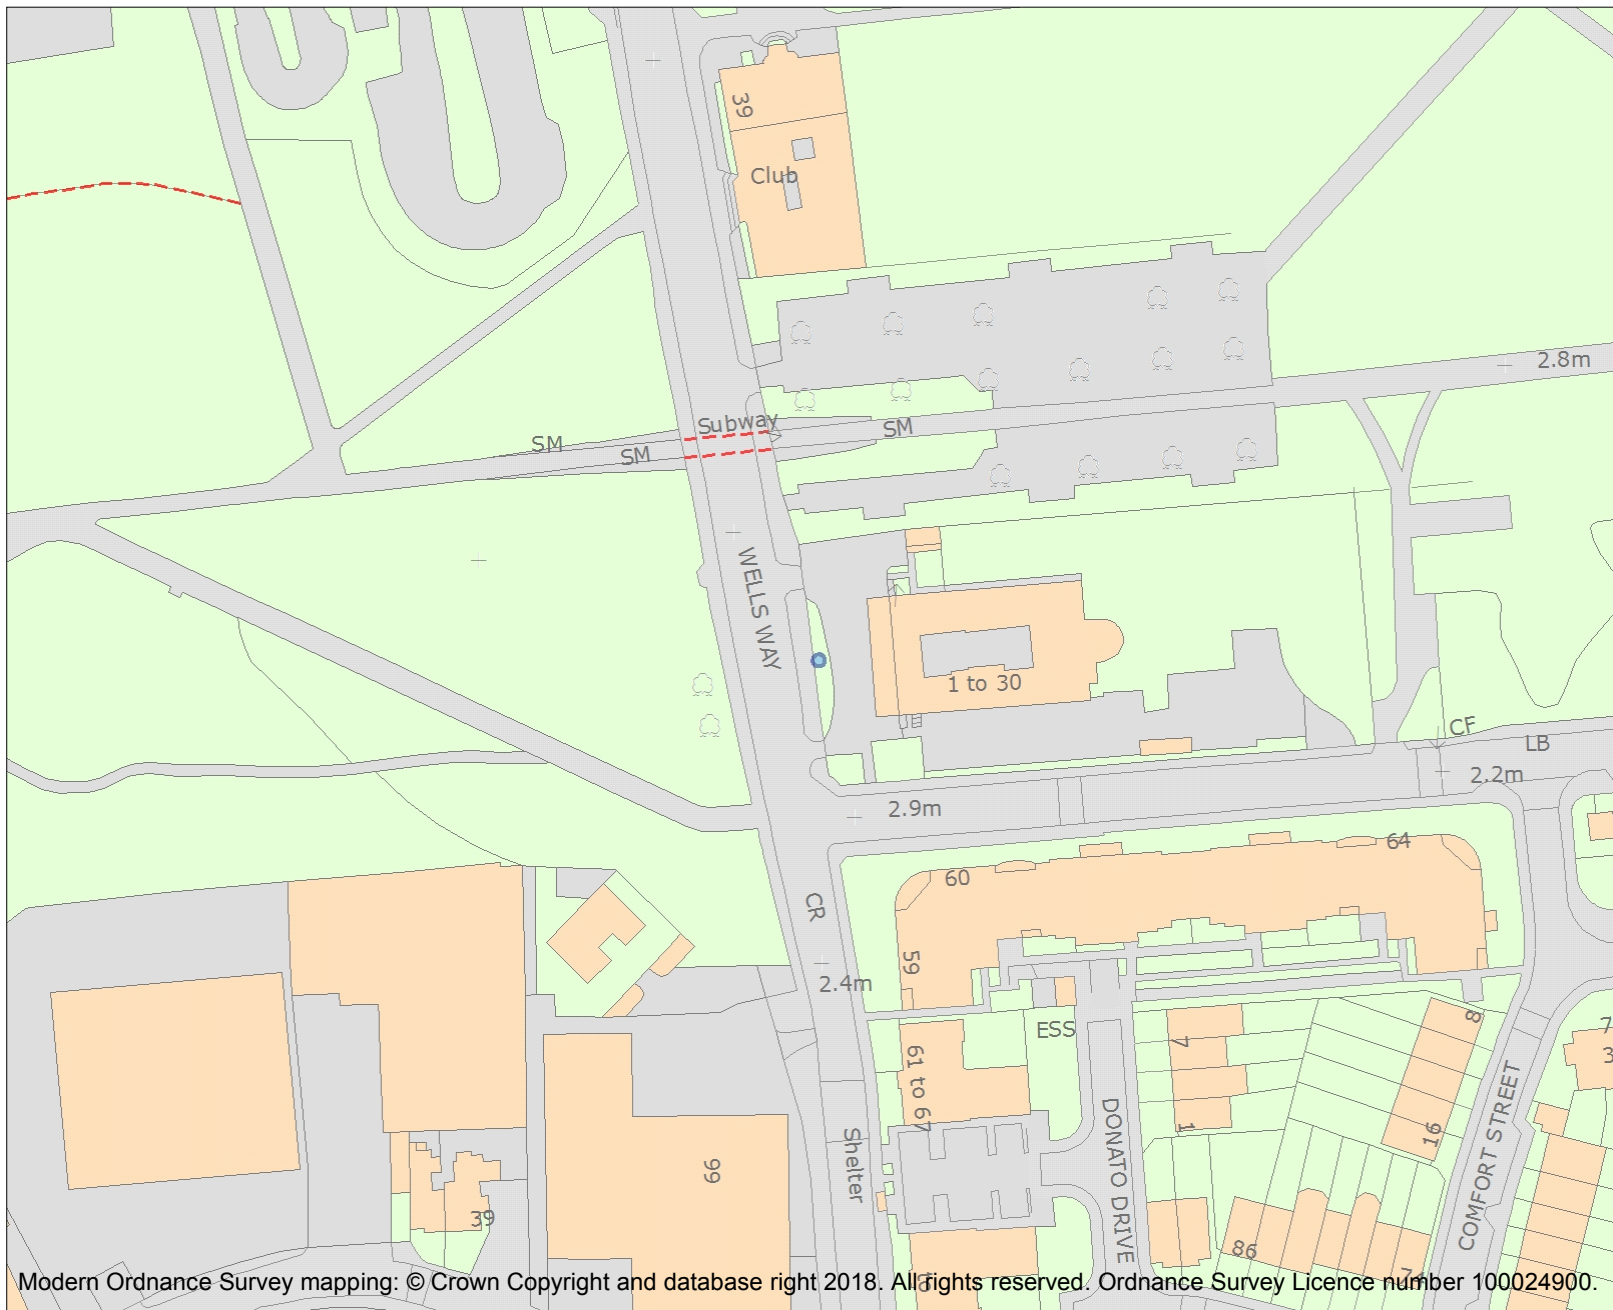 39
Club
2.8m
Subway
SM
SM
SM
WELLS WAY
1 to 30
CF
LB
2.2m
2.9m
64
60
CR
59
2.4m
ESS
61 to 67
7
8
1
16
DONATO DRIVE
COMFORT STREET
Shelter
99
39
86
Modern Ordnance Survey mapping: © Crown Copyright and database right 2018. All rights reserved. Ordnance Survey Licence number 100024900.